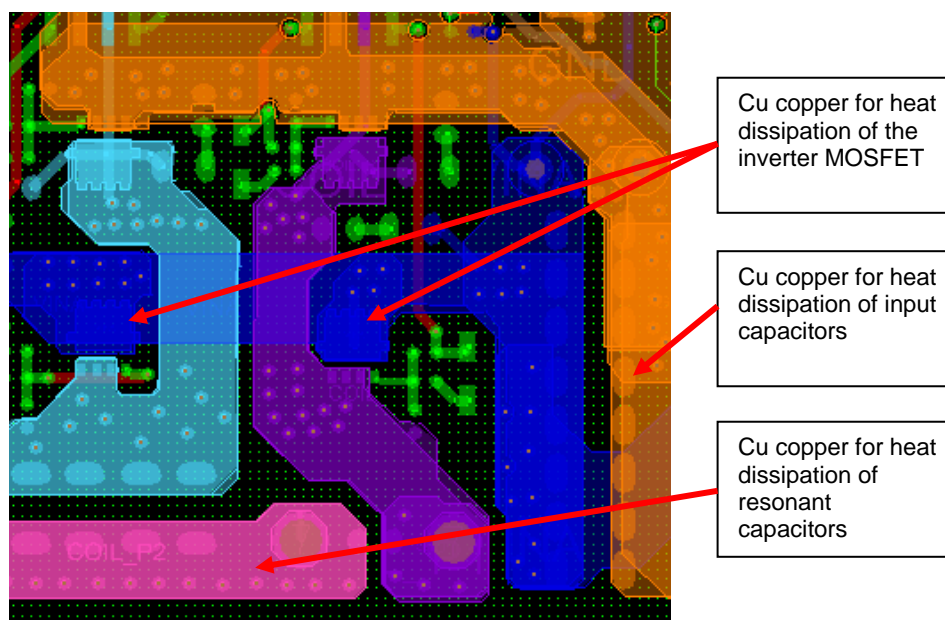 Cu copper for heat
dissipation of the
inverter MOSFET
Cu copper for heat
dissipation of input
capacitors
Cu copper for heat
dissipation of
resonant
capacitors
COIL_P2